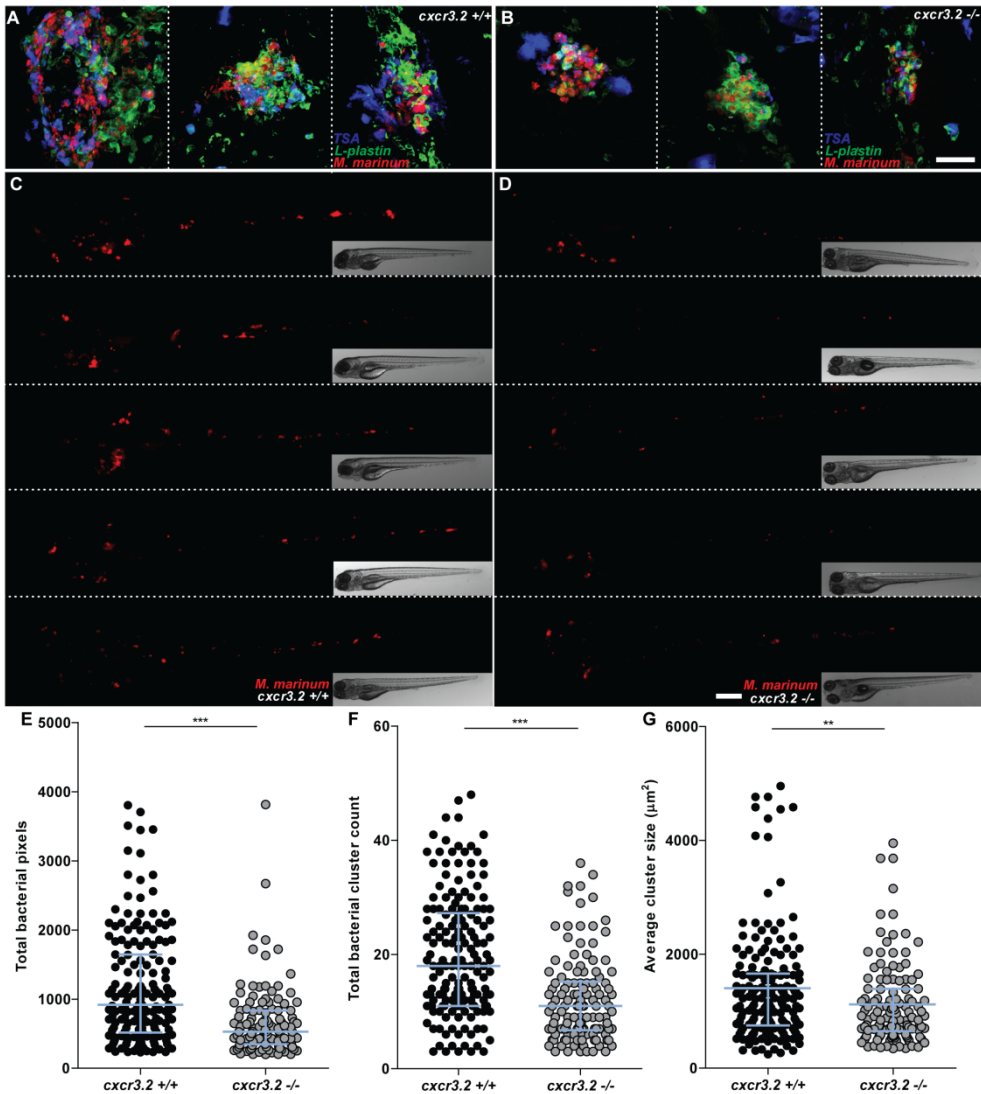 A
cxcr3.2 +/+
TSA
L-plastin
M. marinum
B
cxcr3.2 -/-
TSA
L-plastin
M. marinum
C
M. marinum
cxcr3.2 +/+
D
M. marinum
cxcr3.2 -/-
E
Total bacterial pixels
5000
4000
3000
2000
1000
0
***
cxcr3.2 +/+
cxcr3.2 -/-
F
Total bacterial cluster count
60
40
20
0
***
cxcr3.2 +/+
cxcr3.2 -/-
G
Average cluster size (μm²)
6000
4000
2000
0
**
cxcr3.2 +/+
cxcr3.2 -/-